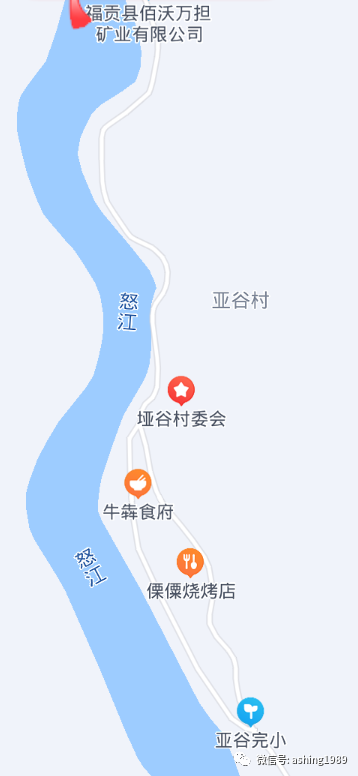 福贡县佰沃万担
矿业有限公司
怒江
亚谷村
垭谷村委会
牛犇食府
怒江
傈僳烧烤店
亚谷完小
微信号: ashing1989